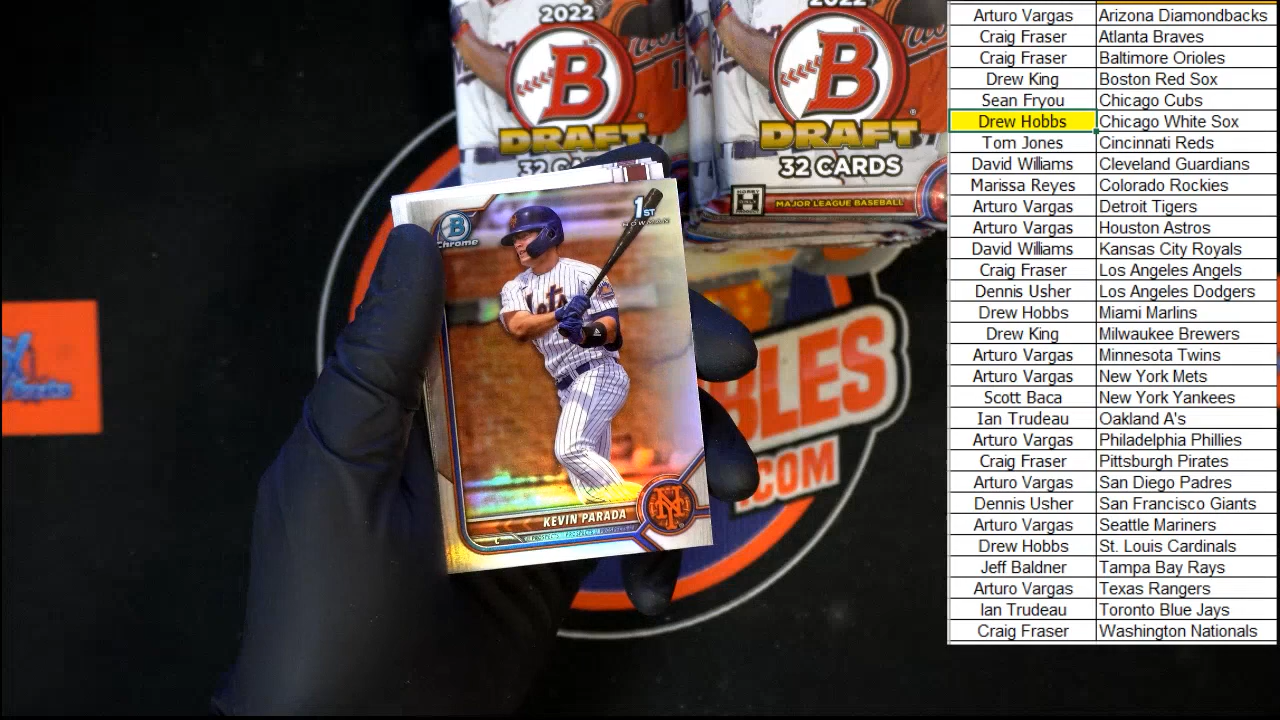 2022
B
DRAFT
32 CA
2022
B
DRAFT
32 CARDS
HOBBY
MAJOR LEAGUE BASEBALL
B
Chrome
1ST
BOWMAN
Mets
KEVIN PARADA
C
NY
BLES
.COM
Arturo Vargas Arizona Diamondbacks
Craig Fraser Atlanta Braves
Craig Fraser Baltimore Orioles
Drew King Boston Red Sox
Sean Fryou Chicago Cubs
Drew Hobbs Chicago White Sox
Tom Jones Cincinnati Reds
David Williams Cleveland Guardians
Marissa Reyes Colorado Rockies
Arturo Vargas Detroit Tigers
Arturo Vargas Houston Astros
David Williams Kansas City Royals
Craig Fraser Los Angeles Angels
Dennis Usher Los Angeles Dodgers
Drew Hobbs Miami Marlins
Drew King Milwaukee Brewers
Arturo Vargas Minnesota Twins
Arturo Vargas New York Mets
Scott Baca New York Yankees
Ian Trudeau Oakland A's
Arturo Vargas Philadelphia Phillies
Craig Fraser Pittsburgh Pirates
Arturo Vargas San Diego Padres
Dennis Usher San Francisco Giants
Arturo Vargas Seattle Mariners
Drew Hobbs St. Louis Cardinals
Jeff Baldner Tampa Bay Rays
Arturo Vargas Texas Rangers
Ian Trudeau Toronto Blue Jays
Craig Fraser Washington Nationals